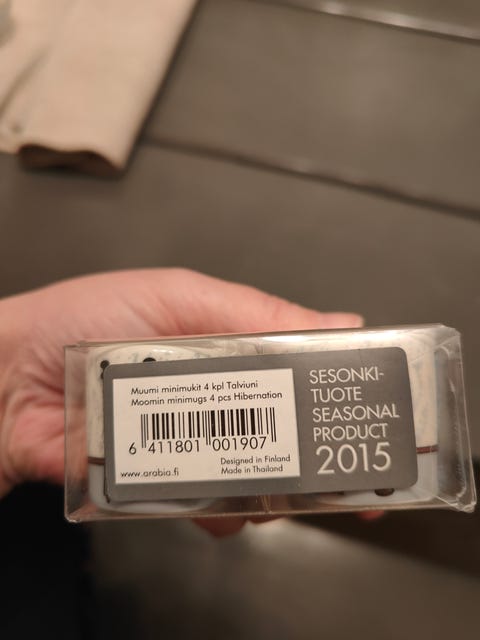 Muumi minimukit 4 kpl Talviuni
Moomin minimugs 4 pcs Hibernation
6 411801 001907
www.arabia.fi
Designed in Finland
Made in Thailand
SESONKI-
TUOTE
SEASONAL
PRODUCT
2015